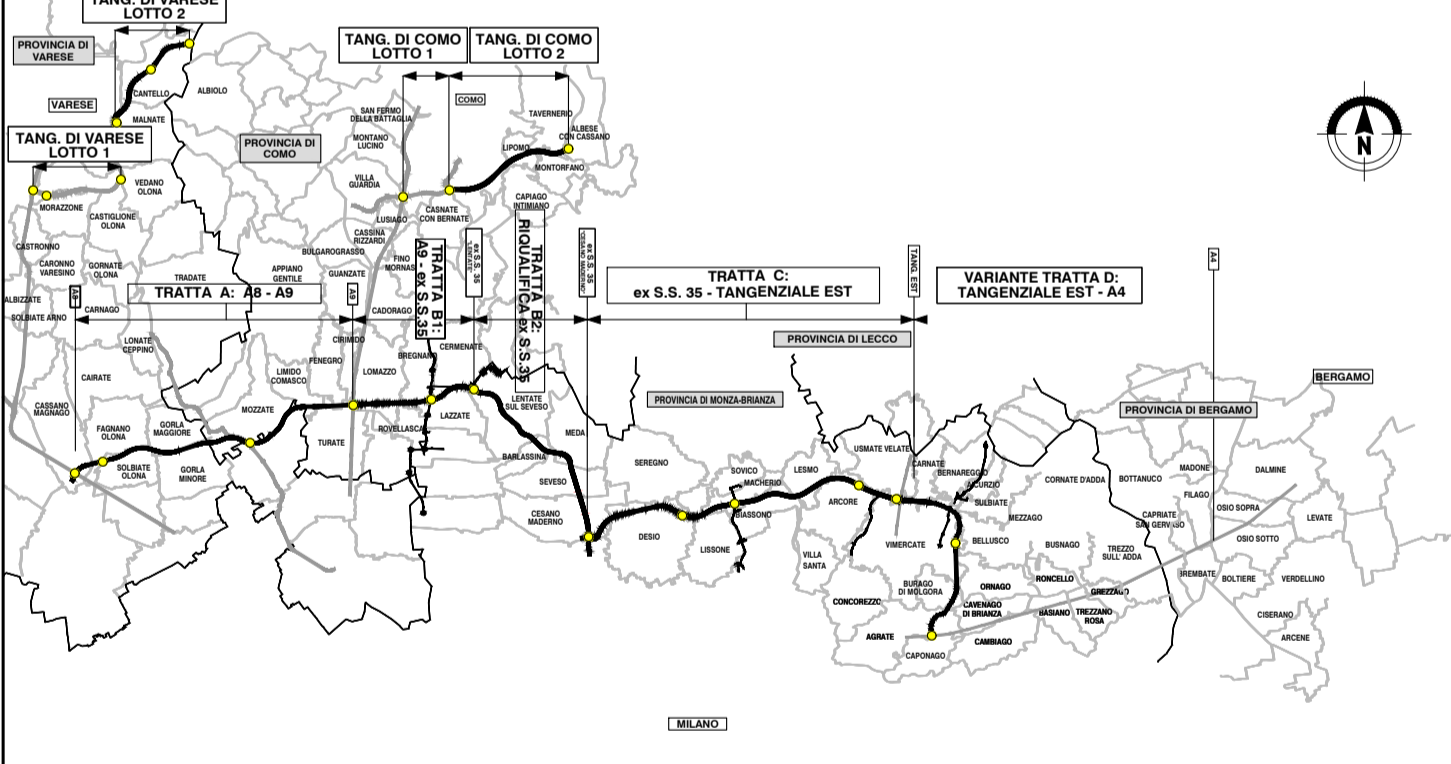 TANG. DI VARESE
LOTTO 2
PROVINCIA DI
VARESE
CANTELLO
ALBIOLO
VARESE
MALNATE
TANG. DI VARESE
LOTTO 1
PROVINCIA DI
COMO
VEDANO
OLONA
MORAZZONE
CASTIGLIONE
OLONA
TANG. DI COMO
LOTTO 1
TANG. DI COMO
LOTTO 2
COMO
SAN FERMO
DELLA BATTAGLIA
TAVERNERIO
ALBESE
CON CASSANO
MONTANO
LUCINO
LIPOMO
MONTORFANO
VILLA
GUARDIA
CAPIAGO
INTIMIANO
LUSIAGO
CASNATE
CON BERNATE
N
CASTRONNO
CARONNO
VARESINO
GORNATE
OLONA
TRADATE
CASSINA
RIZZARDI
BULGAROGRASSO
APPIANO
GENTILE
GUANZATE
FINO
MORNAS
ALBIZZATE
SOLBIATE ARNO
CARNAGO
A8
TRATTA A: A8 - A9
A9
CADORAGO
TRATTA B1:
A9 - ex S.S.35
ex S.S. 35
"LENTATE"
TRATTA B2:
RIQUALIFICA ex S.S.35
ex S.S. 35
"CESANO MADERNO"
TRATTA C:
ex S.S. 35 - TANGENZIALE EST
TANG. EST
VARIANTE TRATTA D:
TANGENZIALE EST - A4
A4
LONATE
CEPPINO
CIRIMIDO
FENEGRO
BREGNANO
CERMENATE
PROVINCIA DI LECCO
CAIRATE
LIMIDO
COMASCO
LOMAZZO
BERGAMO
CASSANO
MAGNAGO
MOZZATE
LAZZATE
LENTATE
SUL SEVESO
PROVINCIA DI MONZA-BRIANZA
PROVINCIA DI BERGAMO
FAGNANO
OLONA
GORLA
MAGGIORE
TURATE
ROVELLASCA
MEDA
SOLBIATE
OLONA
GORLA
MINORE
BARLASSINA
SEVESO
SEREGNO
SOVICO
MACHERIO
LESMO
USMATE VELATE
CARNATE
BERNAREGGIO
AICURZIO
SULBIATE
CORNATE D'ADDA
BOTTANUCO
MADONE
DALMINE
FILAGO
OSIO SOPRA
CESANO
MADERNO
DESIO
BIASSONO
LISSONE
ARCORE
VIMERCATE
MEZZAGO
BELLUSCO
BUSNAGO
TREZZO
SULL' ADDA
CAPRIATE
SAN GERVASO
LEVATE
OSIO SOTTO
VILLA
SANTA
BURAGO
DI MOLGORA
ORNAGO
RONCELLO
GREZZAGO
BREMBATE
BOLTIERE
VERDELLINO
CONCOREZZO
CAVENAGO
DI BRIANZA
BASIANO
TREZZANO
ROSA
CISERANO
ARCENE
AGRATE
CAMBIAGO
CAPONAGO
MILANO